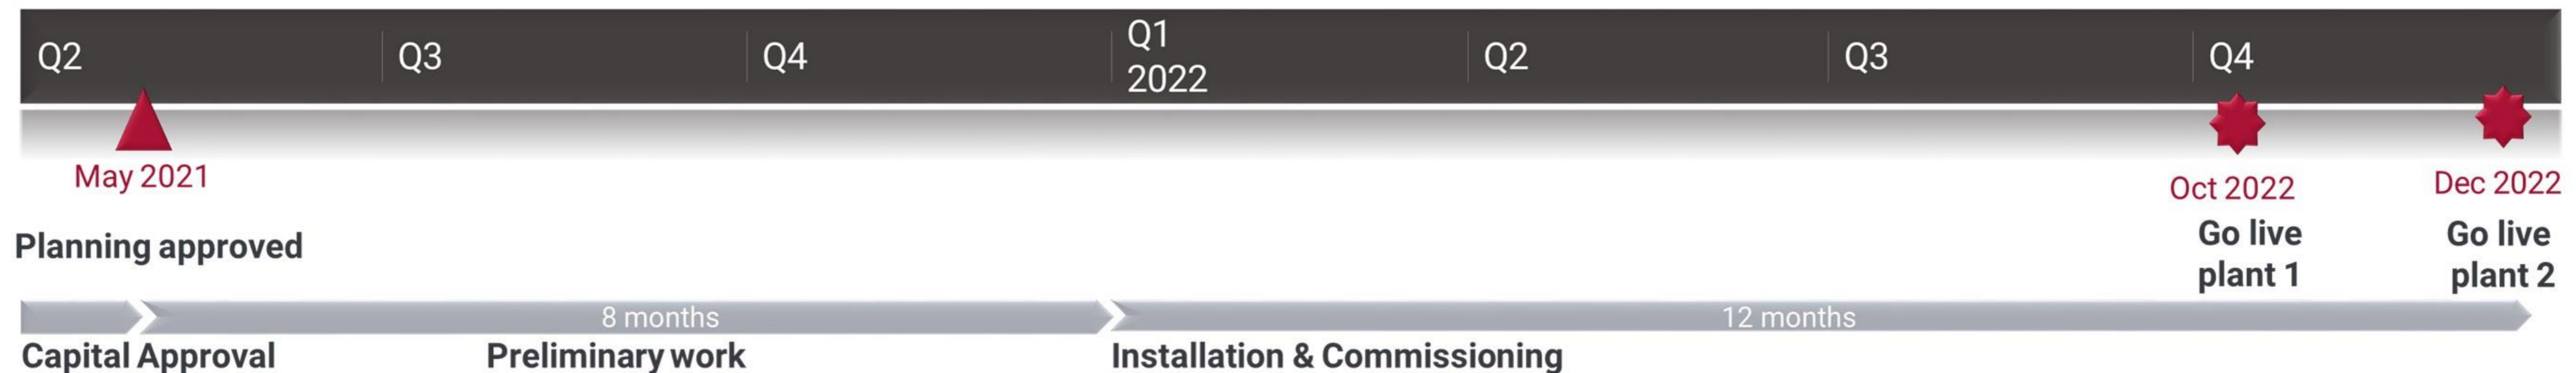 Q2
Q3
Q4
Q1
2022
Q2
Q3
Q4
May 2021
Oct 2022
Dec 2022
Planning approved
Go live
plant 1
Go live
plant 2
8 months
12 months
Capital Approval
Preliminary work
Installation & Commissioning